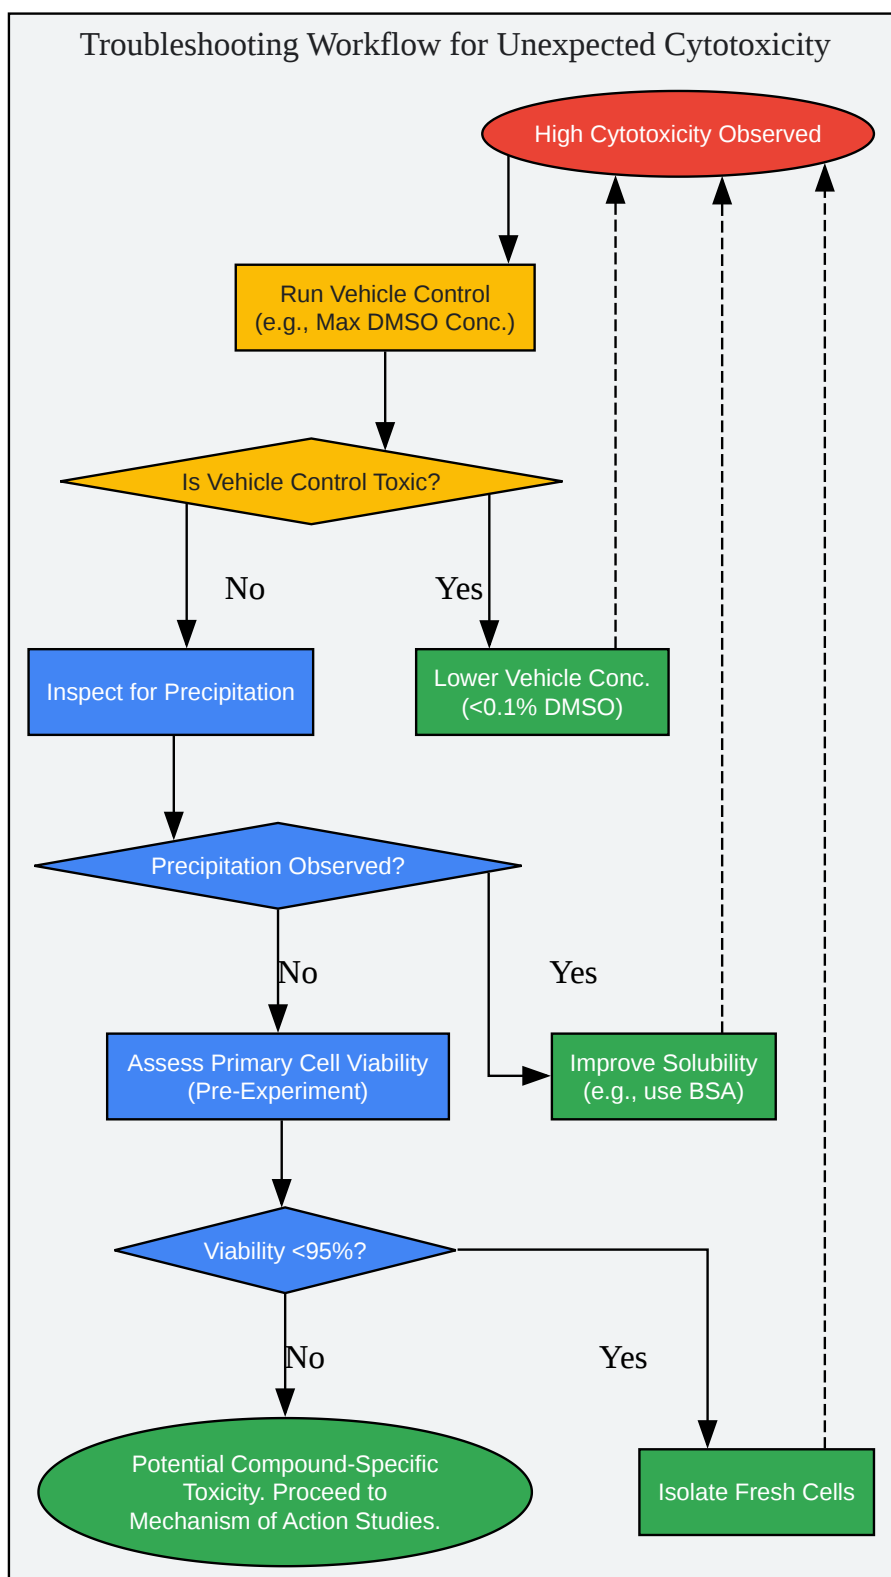 Troubleshooting Workflow for Unexpected Cytotoxicity
High Cytotoxicity Observed
Run Vehicle Control
(e.g., Max DMSO Conc.)
Is Vehicle Control Toxic?
No
Yes
Inspect for Precipitation
Lower Vehicle Conc.
(<0.1% DMSO)
Precipitation Observed?
No
Yes
Assess Primary Cell Viability
(Pre-Experiment)
Improve Solubility
(e.g., use BSA)
Viability <95%?
No
Yes
Potential Compound-Specific
Toxicity. Proceed to
Mechanism of Action Studies.
Isolate Fresh Cells